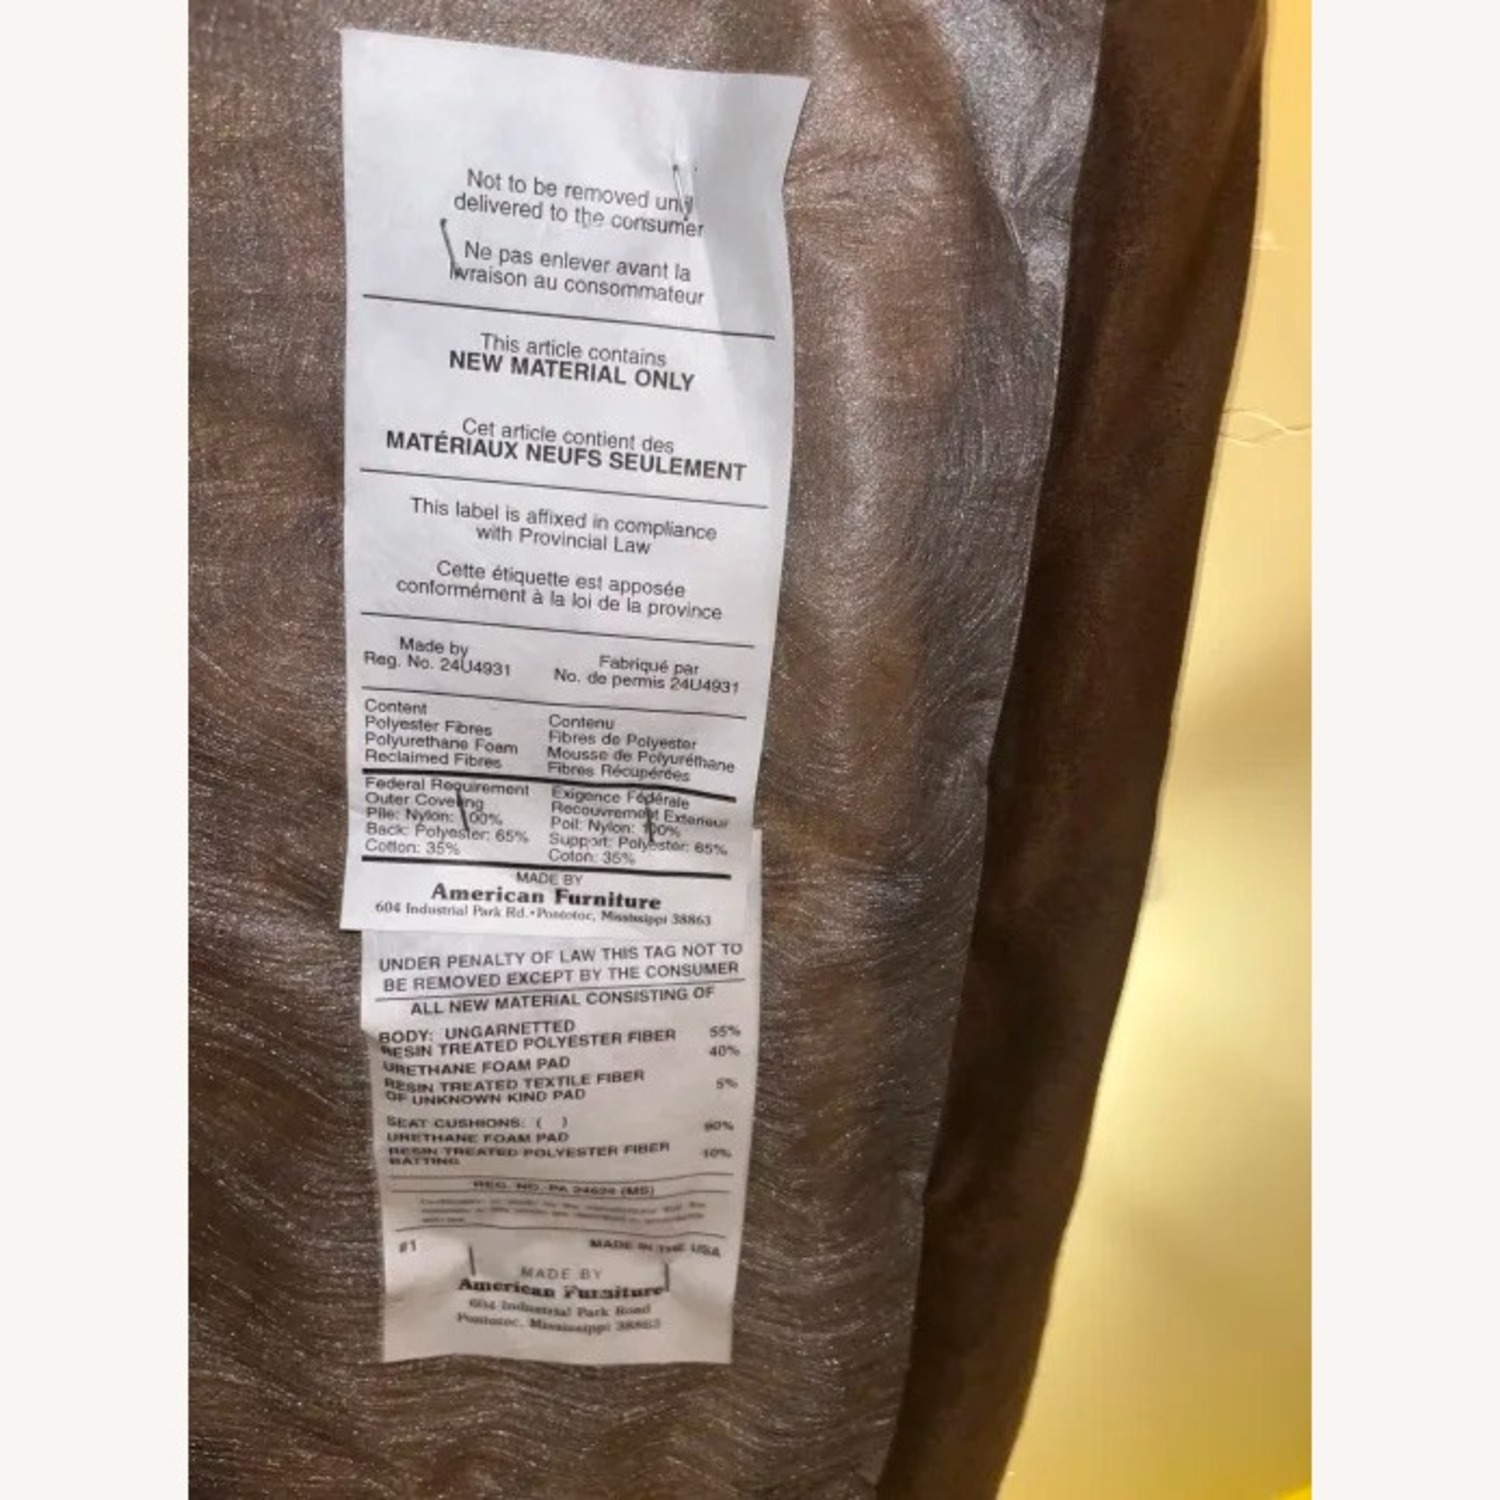 Not to be removed until
delivered to the consumer
Ne pas enlever avant la
livraison au consommateur
This article contains
NEW MATERIAL ONLY
Cet article contient des
MATÉRIAUX NEUFS SEULEMENT
This label is affixed in compliance
with Provincial Law
Cette étiquette est apposée
conformément à la loi de la province
Made by
Reg. No. 24U4931
Fabriqué par
No. de permis 24U4931
Content
Polyester Fibres
Polyurethane Foam
Reclaimed Fibres
Contenu
Fibres de Polyester
Mousse de Polyuréthane
Fibres Récupérées
Federal Requirement
Outer Covering
Pile: Nylon: 100%
Back: Polyester: 65%
Cotton: 35%
Exigence Fédérale
Recouvrement Exterieur
Poil: Nylon: 100%
Support: Polyester: 65%
Coton: 35%
MADE BY
American Furniture
604 Industrial Park Rd.•Pontotoc, Mississippi 38863
UNDER PENALTY OF LAW THIS TAG NOT TO
BE REMOVED EXCEPT BY THE CONSUMER
ALL NEW MATERIAL CONSISTING OF
BODY: UNGARNETTED
RESIN TREATED POLYESTER FIBER 55%
URETHANE FOAM PAD 40%
RESIN TREATED TEXTILE FIBER
OF UNKNOWN KIND PAD 5%
SEAT CUSHIONS: ( )
URETHANE FOAM PAD 90%
RESIN TREATED POLYESTER FIBER 10%
BATTING
REG. NO. PA 24624 (MS)
#1 MADE IN THE USA
MADE BY
American Furniture
604 Industrial Park Road
Pontotoc, Mississippi 38863